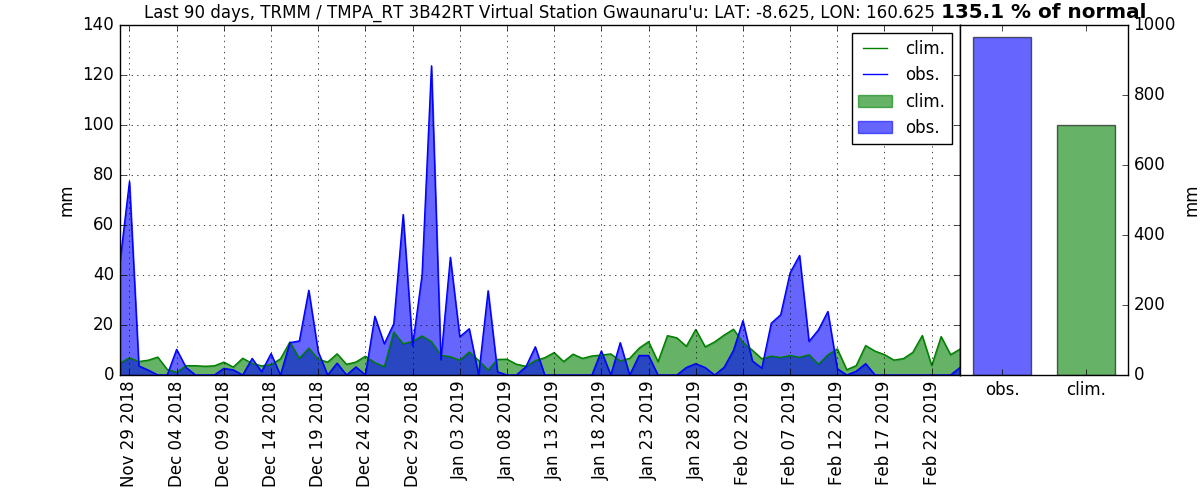 Last 90 days, TRMM / TMPA_RT 3B42RT Virtual Station Gwaunaru'u: LAT: -8.625, LON: 160.625 135.1 % of normal
140
120
100
80
60
40
20
0
mm
clim.
obs.
clim.
obs.
1000
800
600
400
200
0
mm
Nov 29 2018
Dec 04 2018
Dec 09 2018
Dec 14 2018
Dec 19 2018
Dec 24 2018
Dec 29 2018
Jan 03 2019
Jan 08 2019
Jan 13 2019
Jan 18 2019
Jan 23 2019
Jan 28 2019
Feb 02 2019
Feb 07 2019
Feb 12 2019
Feb 17 2019
Feb 22 2019
obs.
clim.